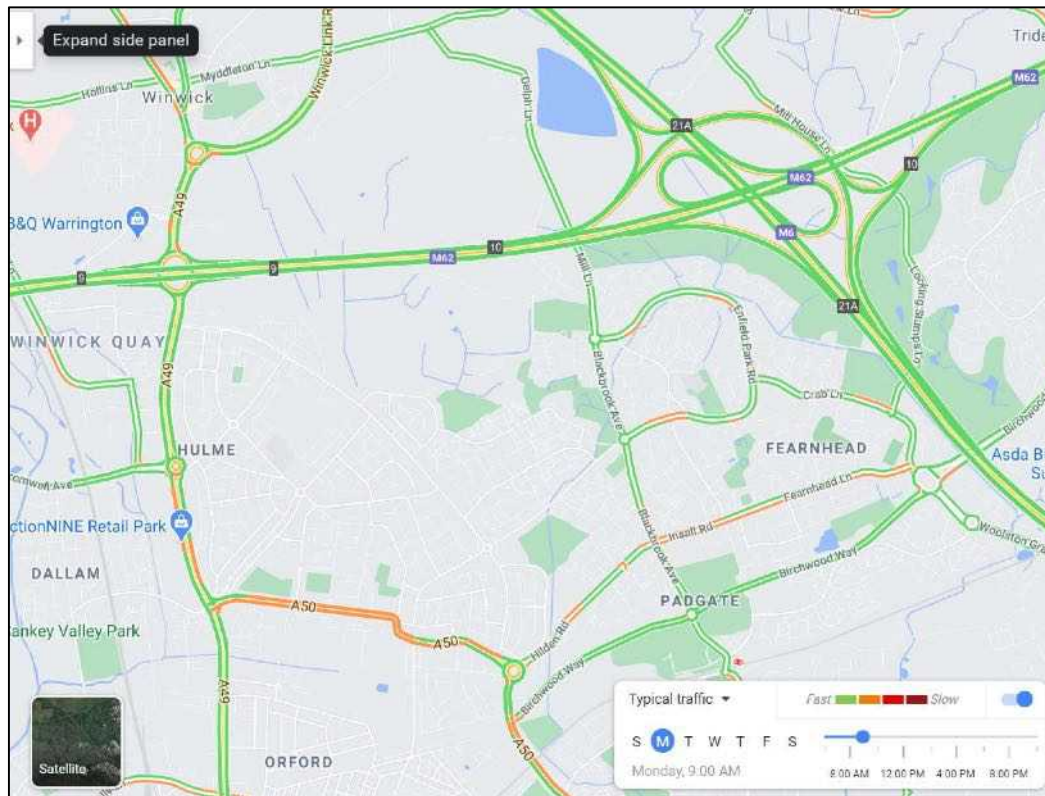 Expand side panel
Hollins Ln
Myddleton Ln
Winwick Link R
Winwick
H
Delph Ln
Mill House Ln
Tride
M62
21A
10
M62
A49
B&Q Warrington
M6
9
9
M62
10
Mill Ln
21A
Locking Stumps Ln
WINWICK QUAY
A49
Enfield Park Rd
Blackbrook Ave
Crab Ln
Birchwood
HULME
FEARNHEAD
Asda B
Su
omwell Ave
Fearnhead Ln
ctionNINE Retail Park
Insall Rd
Blackbrook Ave
Woolston Gra
DALLAM
Birchwood Way
A50
PADGATE
ankey Valley Park
A50
Hilden Rd
Birchwood Way
A49
A50
ORFORD
Satellite
Typical traffic
Fast
Slow
S M T W T F S
Monday, 9:00 AM
8:00 AM 12:00 PM 4:00 PM 8:00 PM